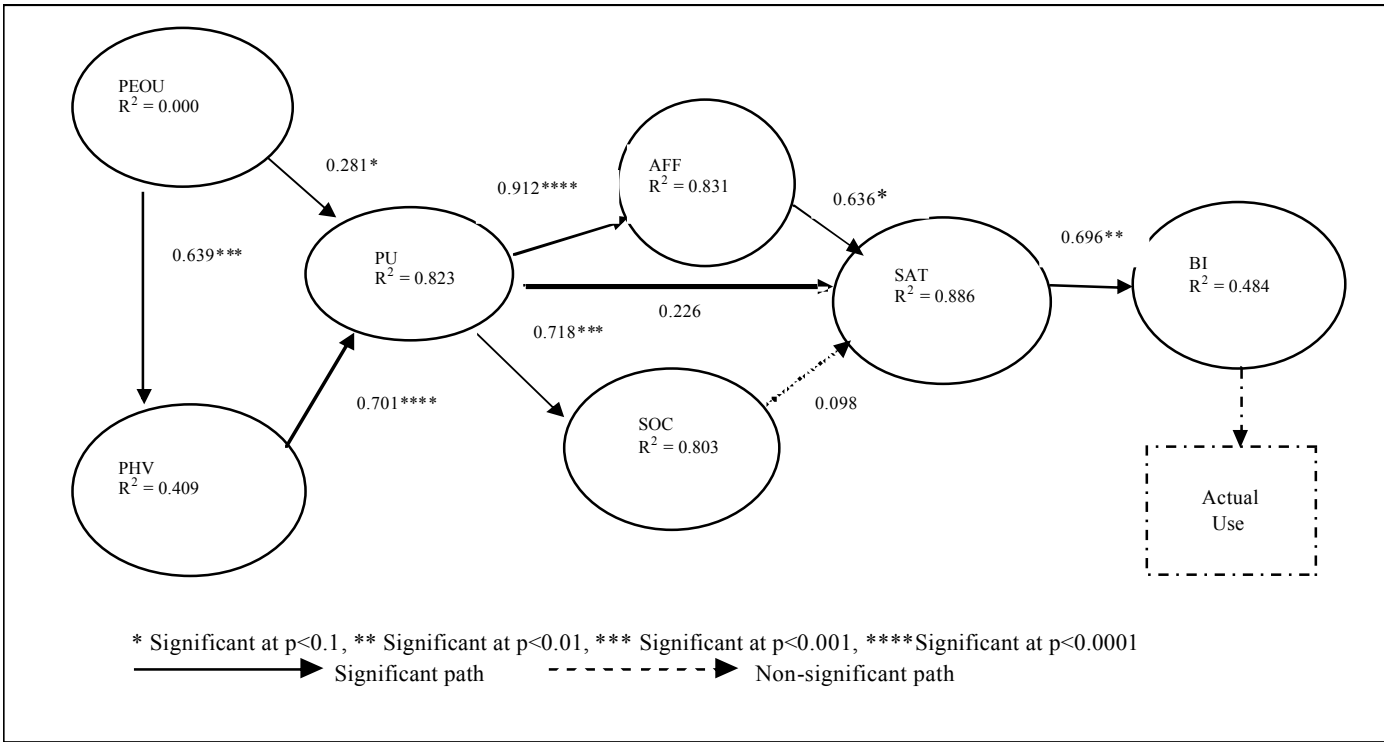 PEOU
R² = 0.000
0.281*
0.639***
PHV
R² = 0.409
0.701****
PU
R² = 0.823
0.912****
AFF
R² = 0.831
0.636*
0.226
0.718***
SOC
R² = 0.803
0.098
SAT
R² = 0.886
0.696**
BI
R² = 0.484
Actual
Use
* Significant at p<0.1, ** Significant at p<0.01, *** Significant at p<0.001, ****Significant at p<0.0001
Significant path
Non-significant path